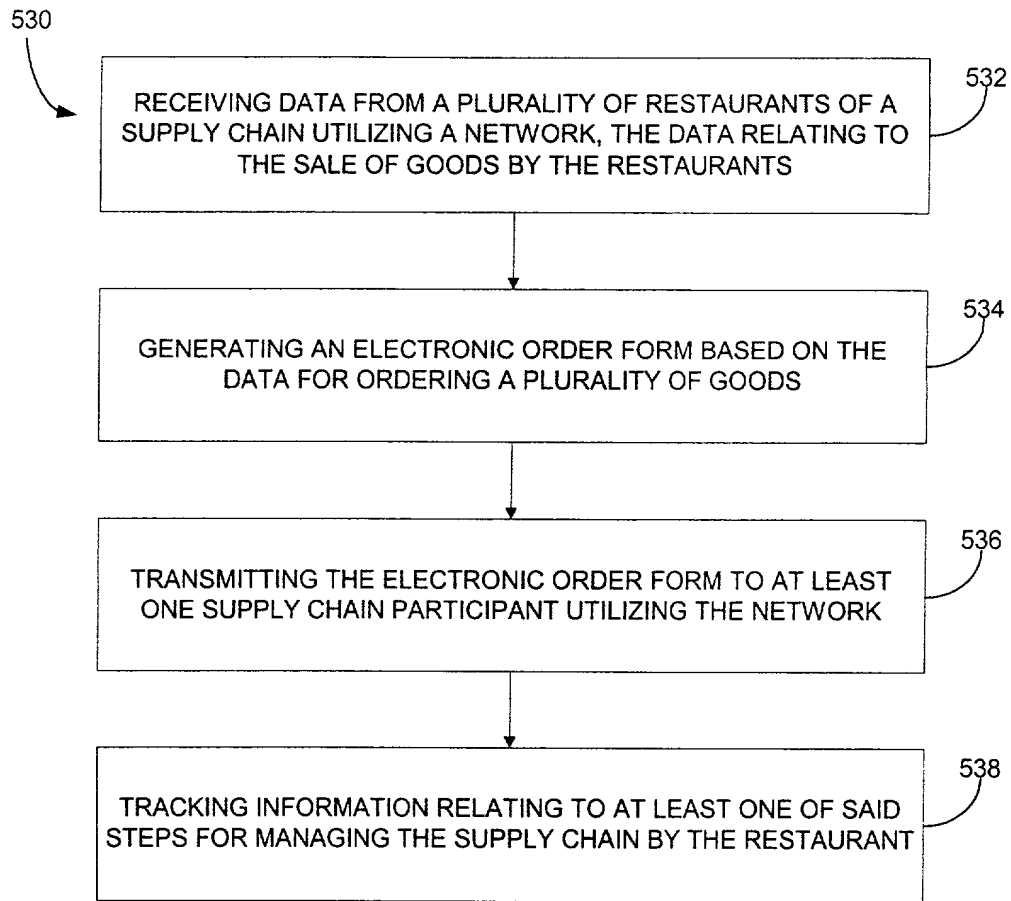 530
532
RECEIVING DATA FROM A PLURALITY OF RESTAURANTS OF A
SUPPLY CHAIN UTILIZING A NETWORK, THE DATA RELATING TO
THE SALE OF GOODS BY THE RESTAURANTS
534
GENERATING AN ELECTRONIC ORDER FORM BASED ON THE
DATA FOR ORDERING A PLURALITY OF GOODS
536
TRANSMITTING THE ELECTRONIC ORDER FORM TO AT LEAST
ONE SUPPLY CHAIN PARTICIPANT UTILIZING THE NETWORK
538
TRACKING INFORMATION RELATING TO AT LEAST ONE OF SAID
STEPS FOR MANAGING THE SUPPLY CHAIN BY THE RESTAURANT